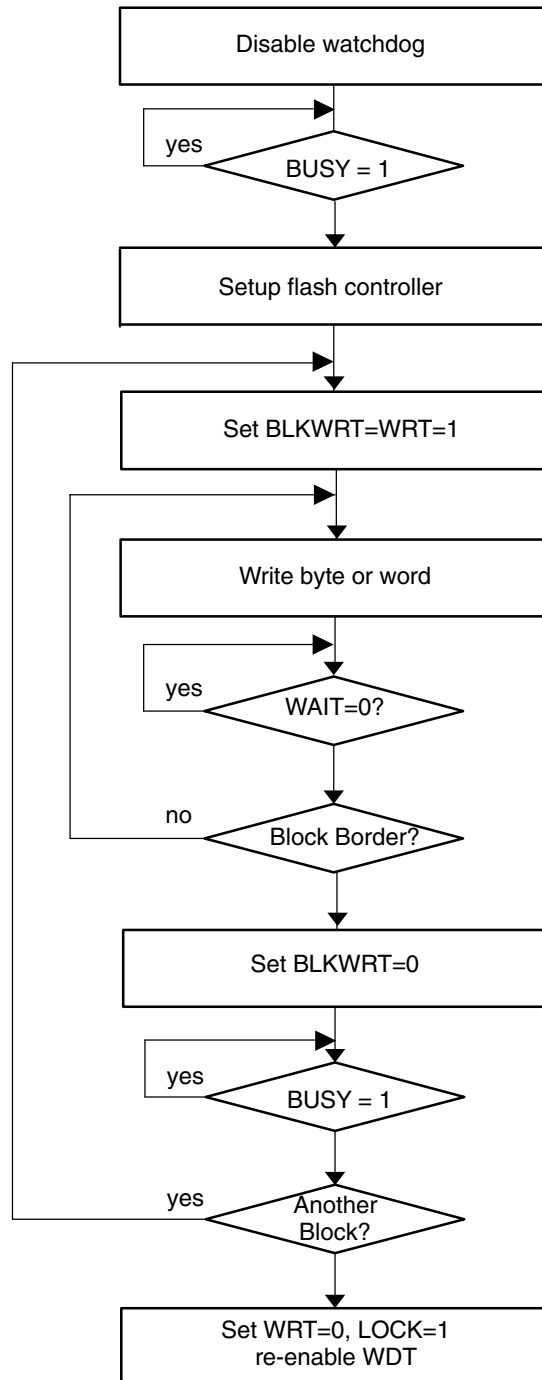 Disable watchdog
yes
BUSY = 1
Setup flash controller
Set BLKWRT=WRT=1
Write byte or word
yes
WAIT=0?
no
Block Border?
Set BLKWRT=0
yes
BUSY = 1
yes
Another
Block?
Set WRT=0, LOCK=1
re-enable WDT